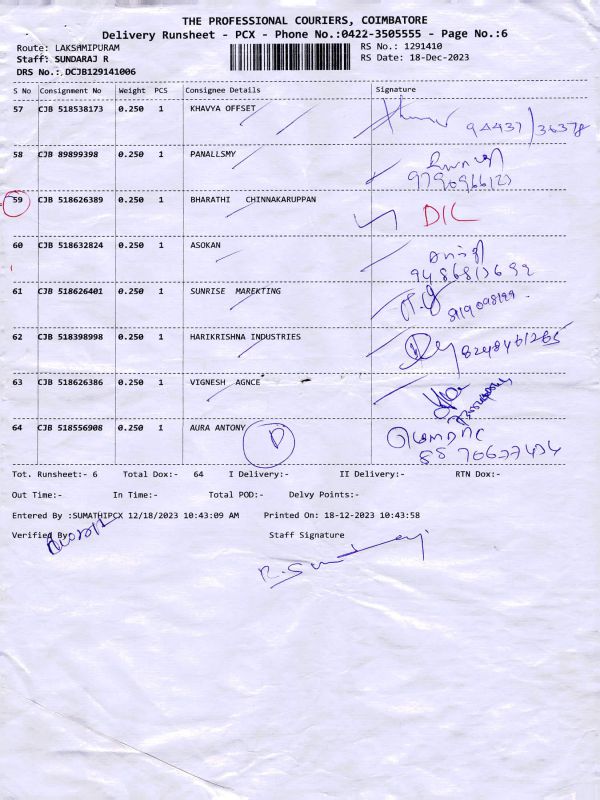 THE PROFESSIONAL COURIERS, COIMBATORE
Delivery Runsheet - PCX - Phone No.:0422-3505555 - Page No.:6
Route: LAKSHMIPURAM RS No.: 1291410
Staff: SUNDARAJ R RS Date: 18-Dec-2023
DRS No.: DCJB129141006
S No Consignment No Weight PCS Consignee Details Signature
57 CJB 518538173 0.250 1 KHAVYA OFFSET
58 CJB 89899398 0.250 1 PANALLSMY
59 CJB 518626389 0.250 1 BHARATHI CHINNAKARUPPAN D/L
60 CJB 518632824 0.250 1 ASOKAN
61 CJB 518626401 0.250 1 SUNRISE MAREKTING
62 CJB 518398998 0.250 1 HARIKRISHNA INDUSTRIES
63 CJB 518626386 0.250 1 VIGNESH AGNCE
64 CJB 518556908 0.250 1 AURA ANTONY D
Tot. Runsheet:- 6 Total Dox:- 64 I Delivery:- II Delivery:- RTN Dox:-
Out Time:- In Time:- Total POD:- Delvy Points:-
Entered By :SUMATHIPCX 12/18/2023 10:43:09 AM Printed On: 18-12-2023 10:43:58
Verified By: Staff Signature
R. Sundaraj